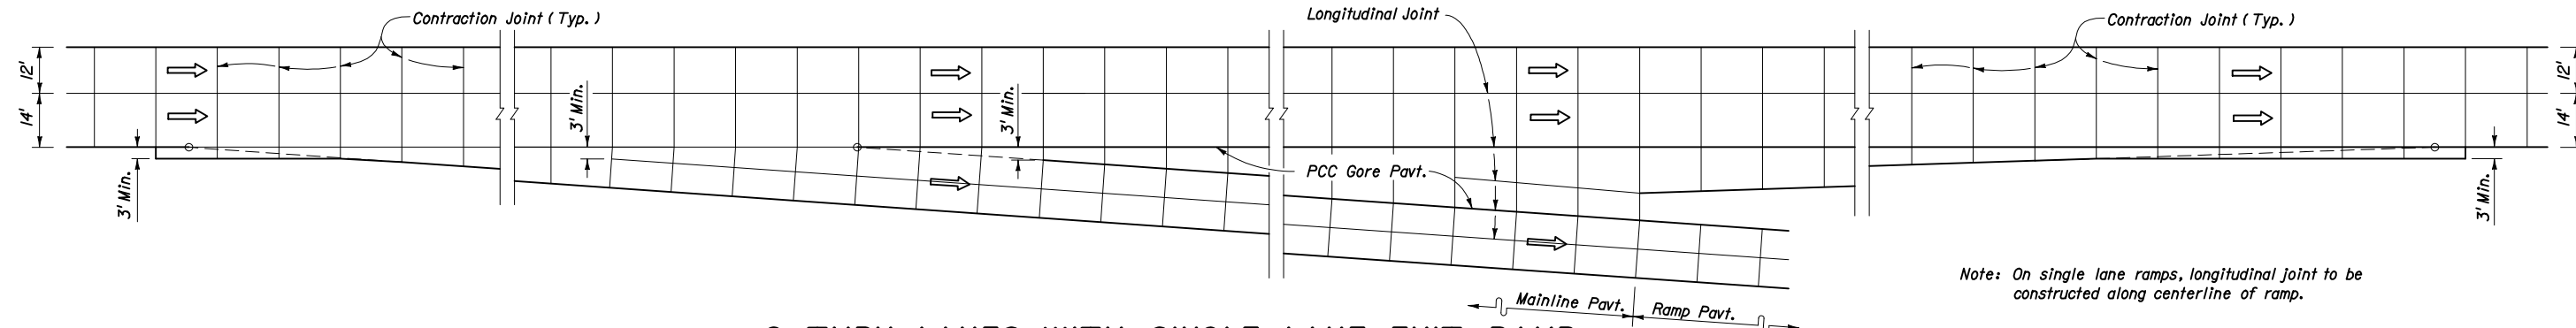 Contraction Joint (Typ.)
Longitudinal Joint
Contraction Joint (Typ.)
12'
14'
3' Min.
3' Min.
3' Min.
PCC Gore Pavt.
12'
14'
3' Min.
Note: On single lane ramps, longitudinal joint to be
constructed along centerline of ramp.
Mainline Pavt.
Ramp Pavt.